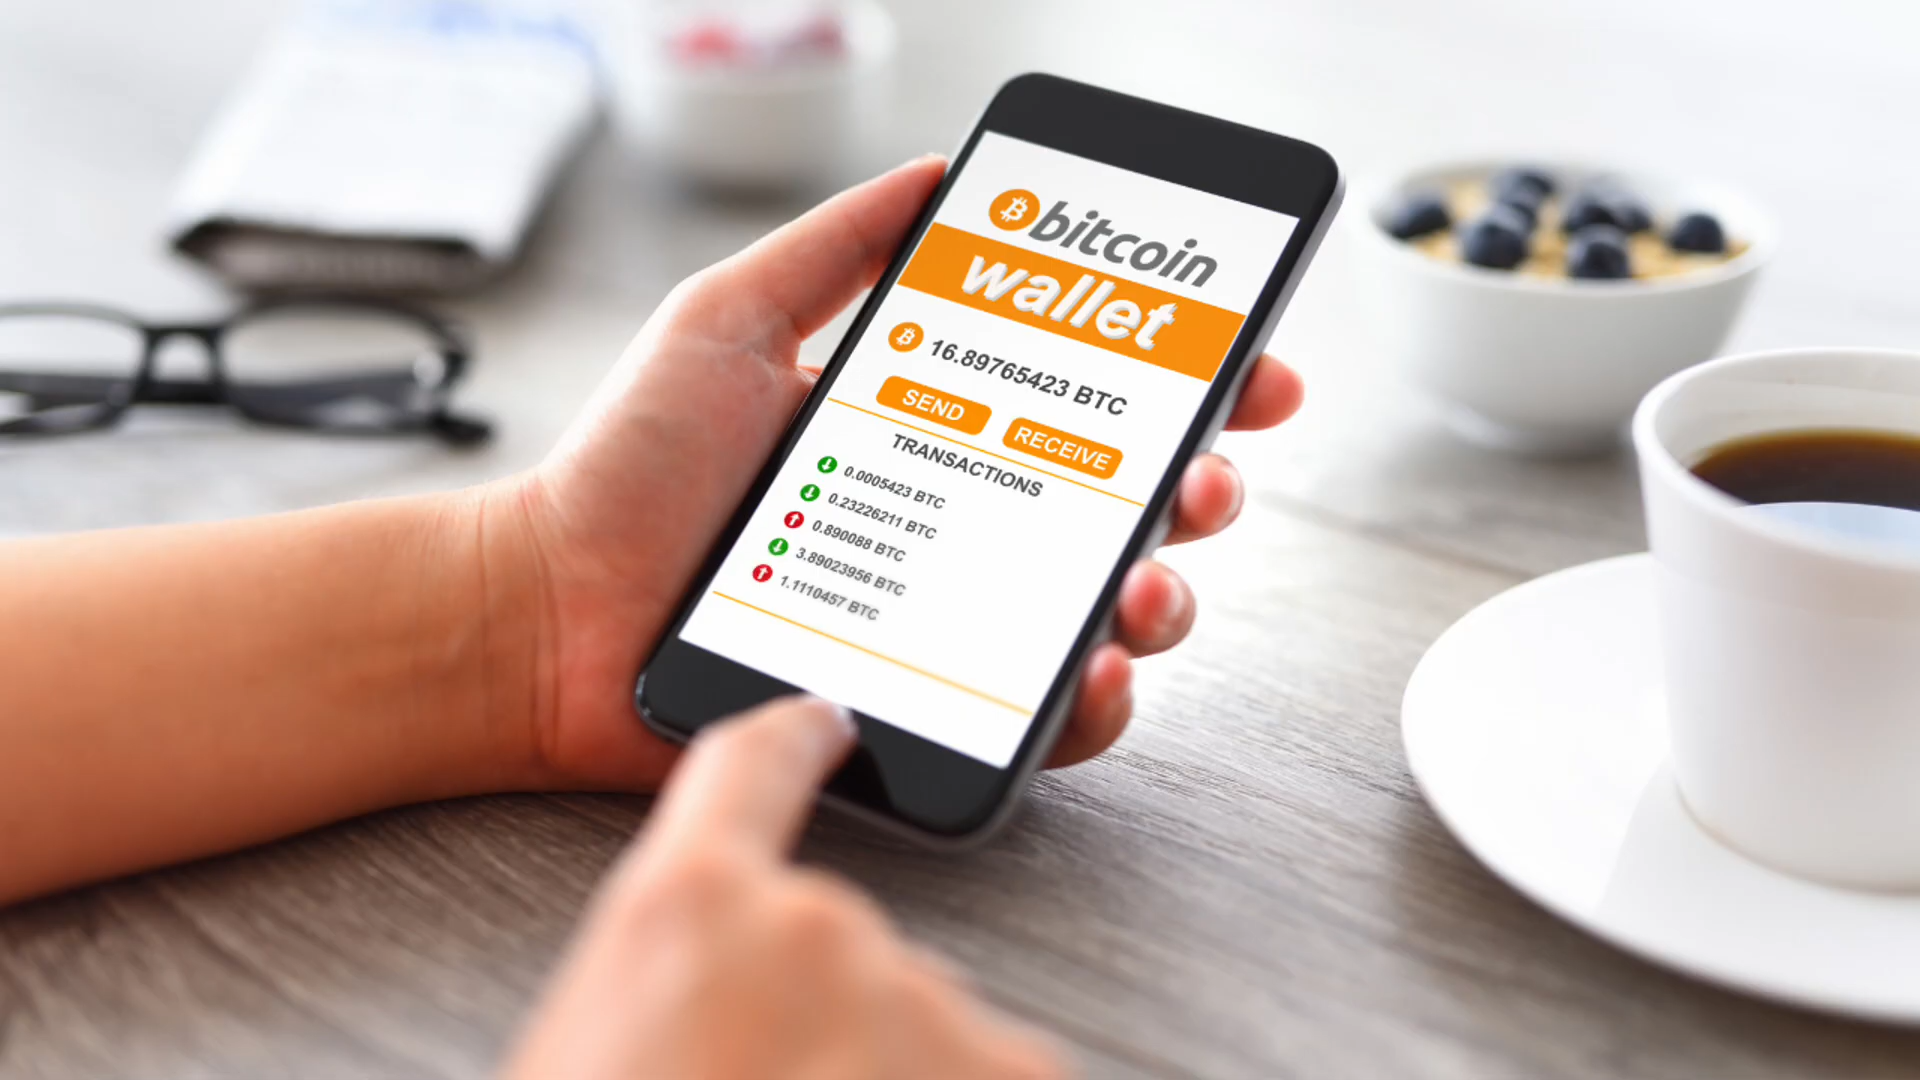 bitcoin
wallet
16.89765423 BTC
SEND
RECEIVE
TRANSACTIONS
0.0005423 BTC
0.23226211 BTC
0.890088 BTC
3.89023956 BTC
1.1110457 BTC